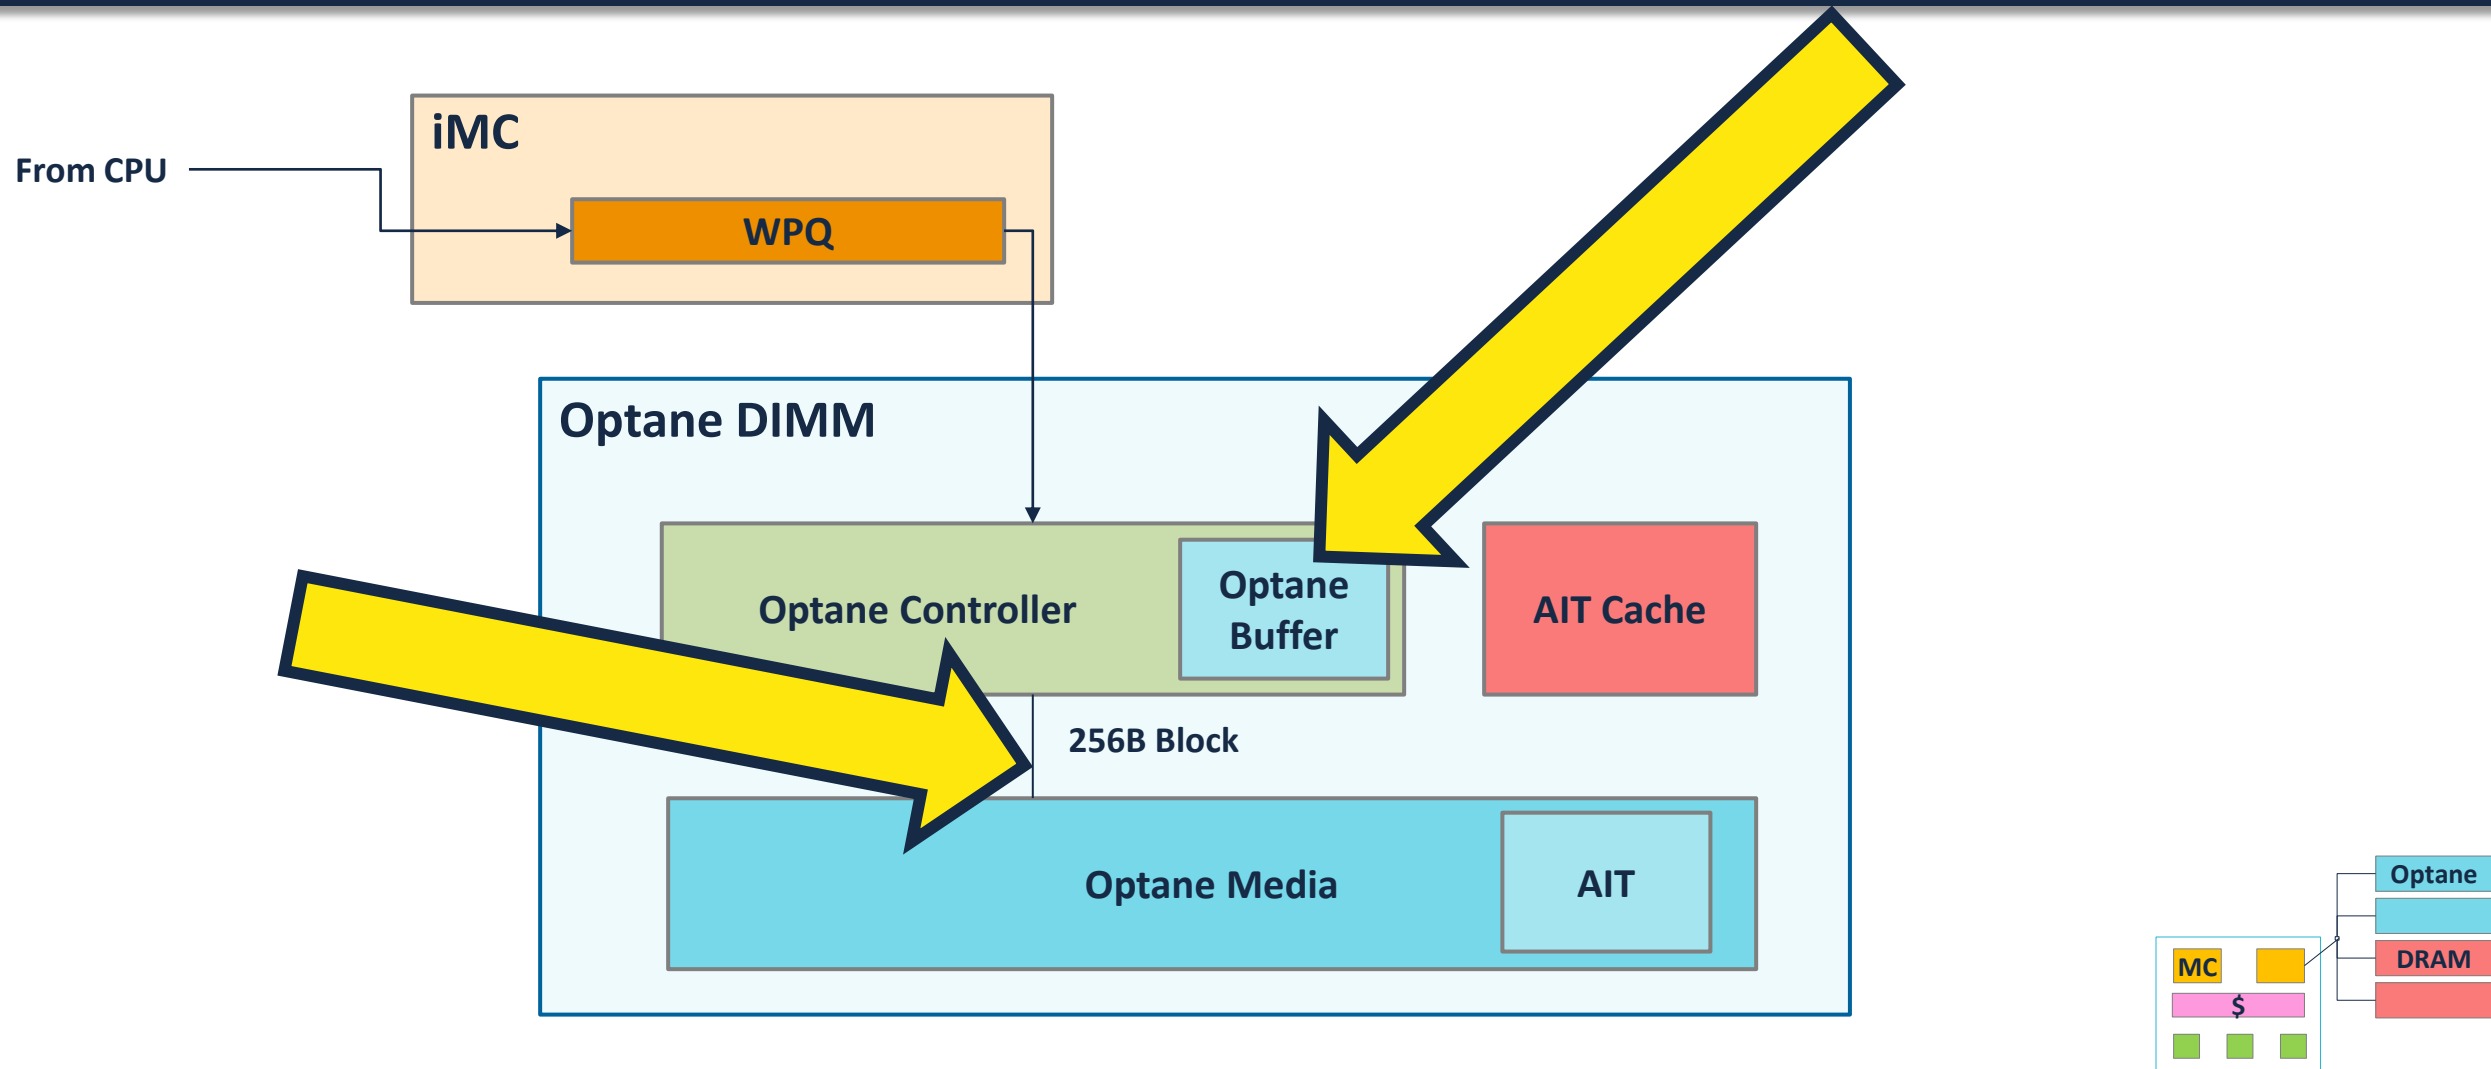 iMC
From CPU
WPQ
Optane DIMM
Optane Controller
Optane
Buffer
AIT Cache
256B Block
Optane Media
AIT
Optane
DRAM
MC
$